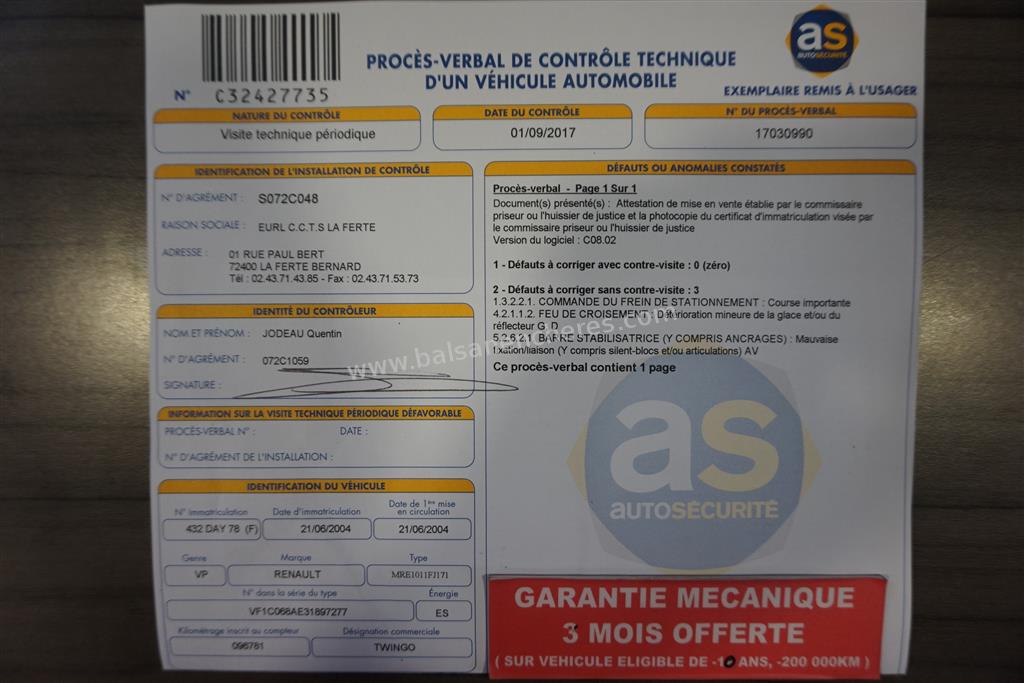 as
AUTOSÉCURITÉ
PROCÈS-VERBAL DE CONTRÔLE TECHNIQUE
D'UN VÉHICULE AUTOMOBILE
N° C32427735
EXEMPLAIRE REMIS À L'USAGER
NATURE DU CONTRÔLE
Visite technique périodique
DATE DU CONTRÔLE
01/09/2017
N° DU PROCÈS-VERBAL
17030990
IDENTIFICATION DE L'INSTALLATION DE CONTRÔLE
N° D'AGRÉMENT : S072C048
RAISON SOCIALE : EURL C.C.T.S LA FERTE
ADRESSE : 01 RUE PAUL BERT
72400 LA FERTE BERNARD
Tél : 02.43.71.43.85 - Fax : 02.43.71.53.73
IDENTITÉ DU CONTRÔLEUR
NOM ET PRÉNOM : JODEAU Quentin
N° D'AGRÉMENT : 072C1059
SIGNATURE :
INFORMATION SUR LA VISITE TECHNIQUE PÉRIODIQUE DÉFAVORABLE
PROCÈS-VERBAL N° : DATE :
N° D'AGRÉMENT DE L'INSTALLATION :
IDENTIFICATION DU VÉHICULE
N° immatriculation Date d'immatriculation Date de 1ère mise
en circulation
432 DAY 78 (F) 21/06/2004 21/06/2004
Genre Marque Type
VP RENAULT MRE1011FJ171
N° dans la série du type Énergie
VF1C068AE31897277 ES
Kilométrage inscrit au compteur Désignation commerciale
096781 TWINGO
DÉFAUTS OU ANOMALIES CONSTATÉS
Procès-verbal - Page 1 Sur 1
Document(s) présenté(s) : Attestation de mise en vente établie par le commissaire
priseur ou l'huissier de justice et la photocopie du certificat d'immatriculation visée par
le commissaire priseur ou l'huissier de justice
Version du logiciel : C08.02
1 - Défauts à corriger avec contre-visite : 0 (zéro)
2 - Défauts à corriger sans contre-visite : 3
1.3.2.2.1. COMMANDE DU FREIN DE STATIONNEMENT : Course importante
4.2.1.1.2. FEU DE CROISEMENT : Détérioration mineure de la glace et/ou du
réflecteur G, D
5.2.6.2.1. BARRE STABILISATRICE (Y COMPRIS ANCRAGES) : Mauvaise
fixation/liaison (Y compris silent-blocs et/ou articulations) AV
Ce procès-verbal contient 1 page
www.balsanencheres.com
as
AUTOSÉCURITÉ
GARANTIE MECANIQUE
3 MOIS OFFERTE
( SUR VEHICULE ELIGIBLE DE -10 ANS, -200 000KM )